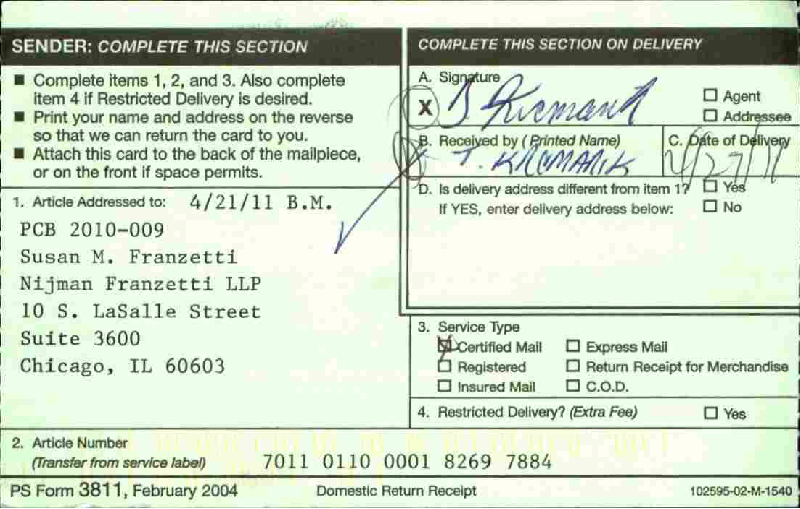 SENDER: COMPLETE THIS SECTION
■ Complete items 1, 2, and 3. Also complete
item 4 if Restricted Delivery is desired.
■ Print your name and address on the reverse
so that we can return the card to you.
■ Attach this card to the back of the mailpiece,
or on the front if space permits.
1. Article Addressed to: 4/21/11 B.M.
PCB 2010-009
Susan M. Franzetti
Nijman Franzetti LLP
10 S. LaSalle Street
Suite 3600
Chicago, IL 60603
2. Article Number
(Transfer from service label) 7011 0110 0001 8269 7884
COMPLETE THIS SECTION ON DELIVERY
A. Signature
X
☐ Agent
☐ Addressee
B. Received by (Printed Name)
T.
C. Date of Delivery
4/27/11
D. Is delivery address different from item 1? ☐ Yes
If YES, enter delivery address below: ☐ No
3. Service Type
☒ Certified Mail ☐ Express Mail
☐ Registered ☐ Return Receipt for Merchandise
☐ Insured Mail ☐ C.O.D.
4. Restricted Delivery? (Extra Fee) ☐ Yes
PS Form 3811, February 2004 Domestic Return Receipt 102595-02-M-1540